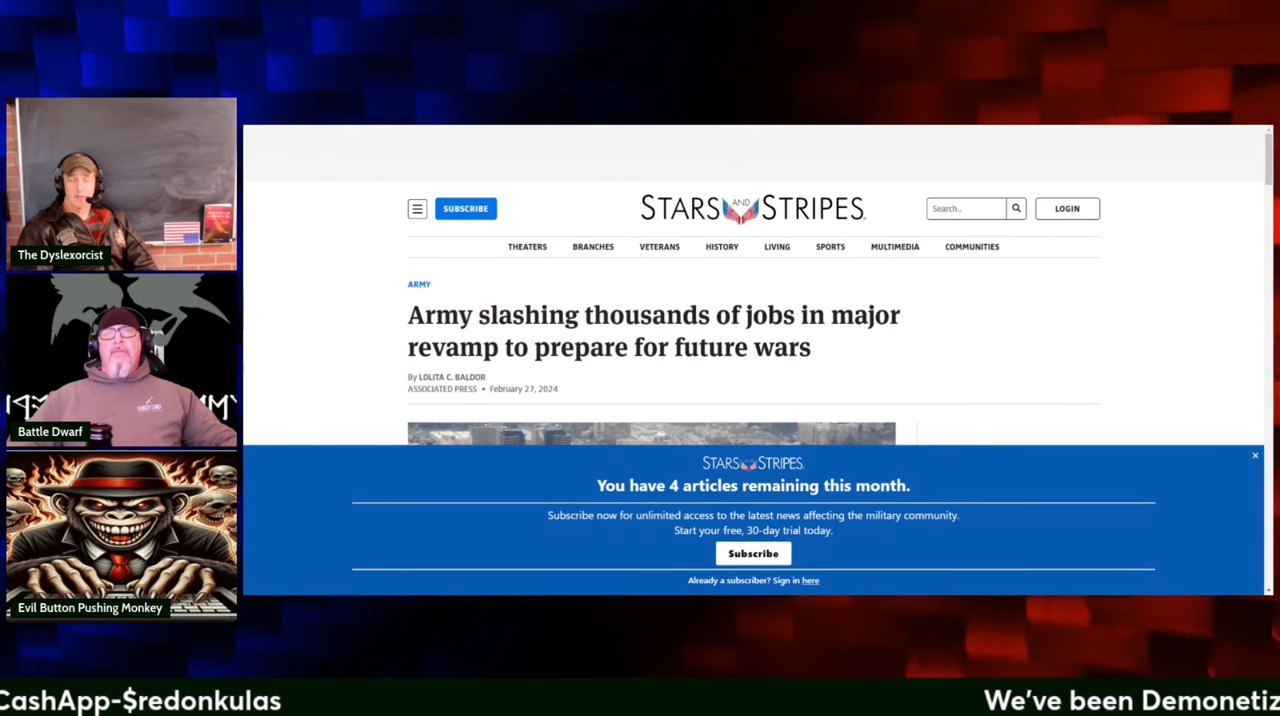 The Dyslexorcist
Battle Dwarf
Evil Button Pushing Monkey
SUBSCRIBE
STARS AND STRIPES
Search..
LOGIN
THEATERS BRANCHES VETERANS HISTORY LIVING SPORTS MULTIMEDIA COMMUNITIES
ARMY
Army slashing thousands of jobs in major
revamp to prepare for future wars
By LOLITA C. BALDOR
ASSOCIATED PRESS • February 27, 2024
STARS STRIPES
You have 4 articles remaining this month.
Subscribe now for unlimited access to the latest news affecting the military community.
Start your free, 30-day trial today.
Subscribe
Already a subscriber? Sign in here
CashApp-$redonkulas
We've been Demonetiz